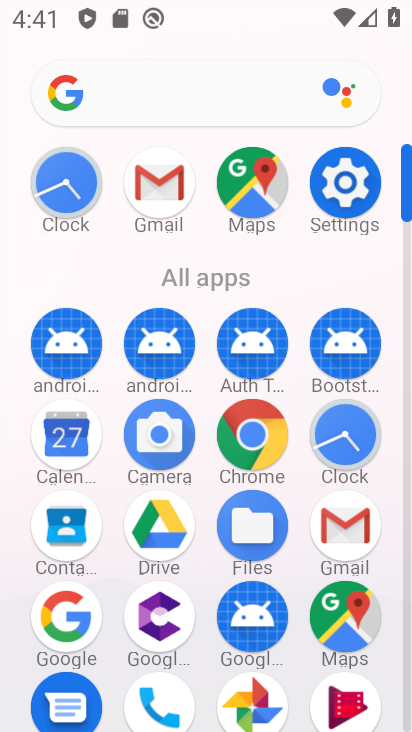 4:41
Clock Gmail Maps Settings
All apps
androi... androi... Auth T... Bootst...
27
Calen... Camera Chrome Clock
Conta... Drive Files Gmail
Google Googl... Googl... Maps